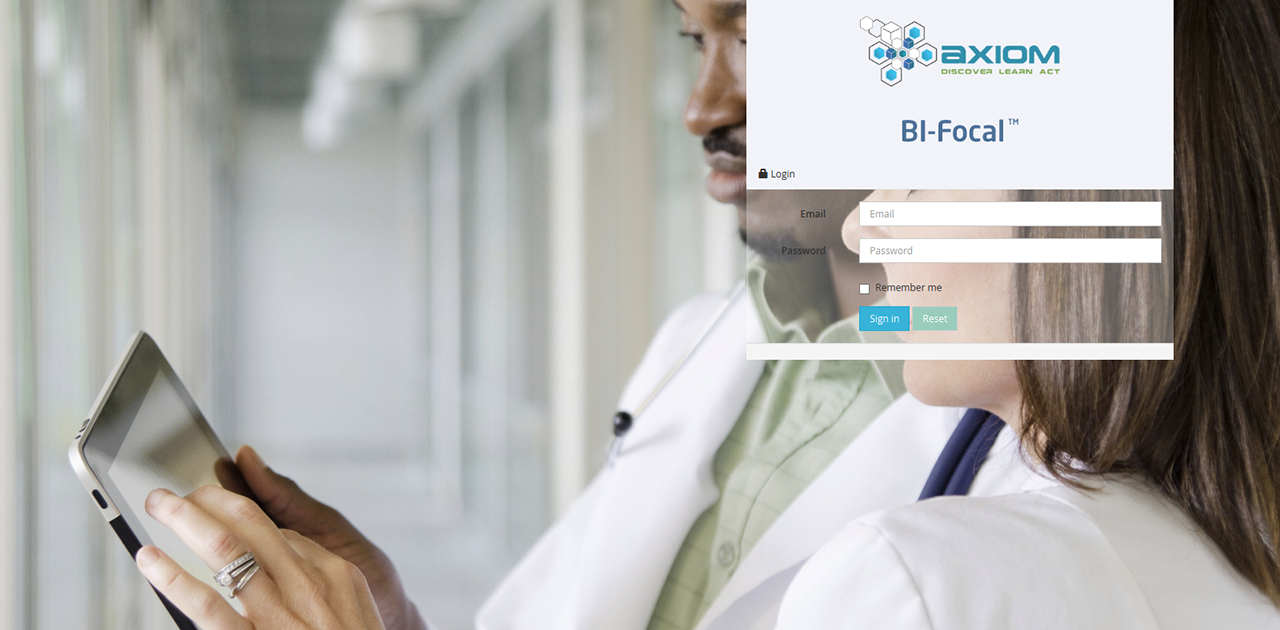 axiom
DISCOVER LEARN ACT
BI-Focal™
Login
Email Email
Password Password
Remember me
Sign in Reset